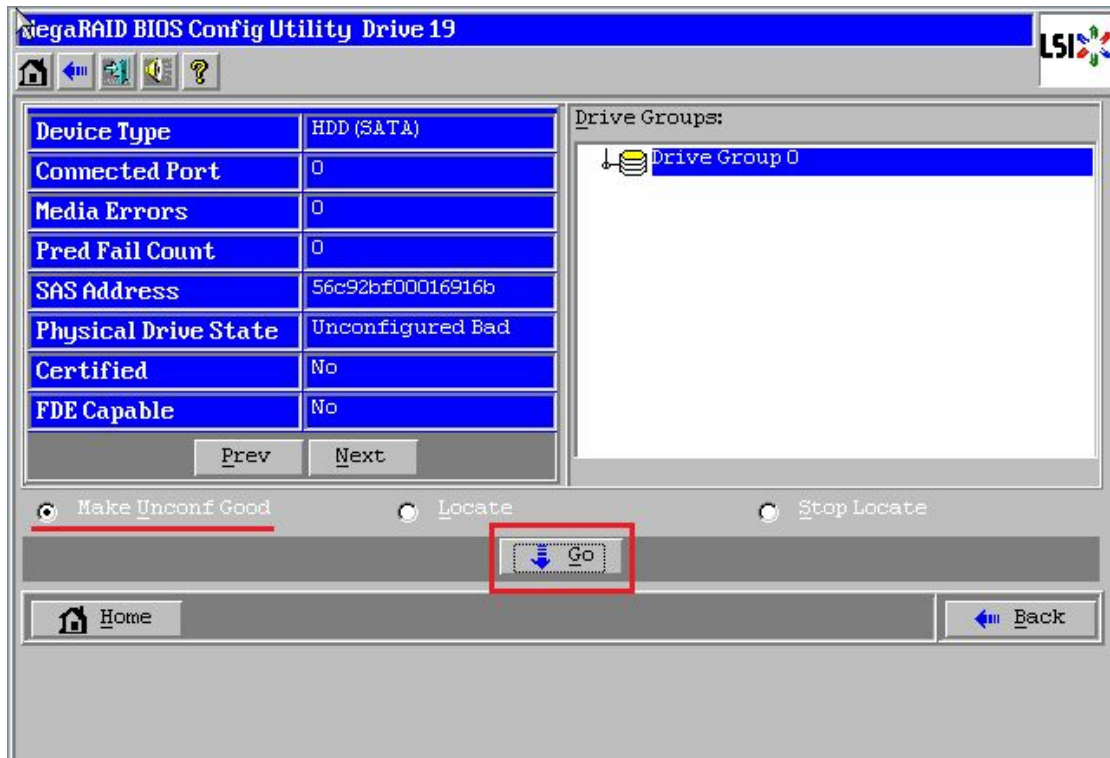 MegaRAID BIOS Config Utility Drive 19
LSI
Device Type HDD (SATA)
Connected Port 0
Media Errors 0
Pred Fail Count 0
SAS Address 56c92bf00016916b
Physical Drive State Unconfigured Bad
Certified No
FDE Capable No
Prev Next
Drive Groups:
Drive Group 0
Make Unconf Good Locate Stop Locate
Go
Home Back